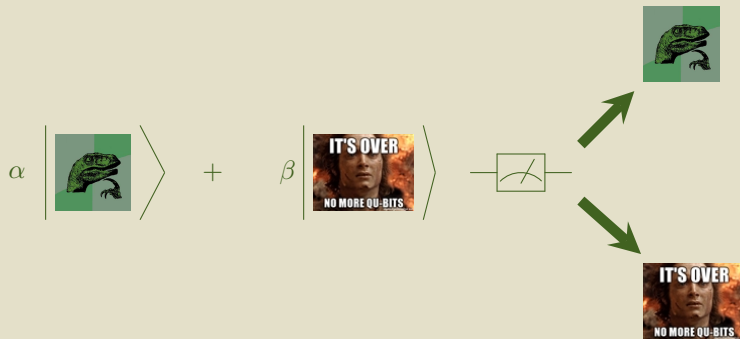 α + β
IT'S OVER
NO MORE QU-BITS
IT'S OVER
NO MORE QU-BITS